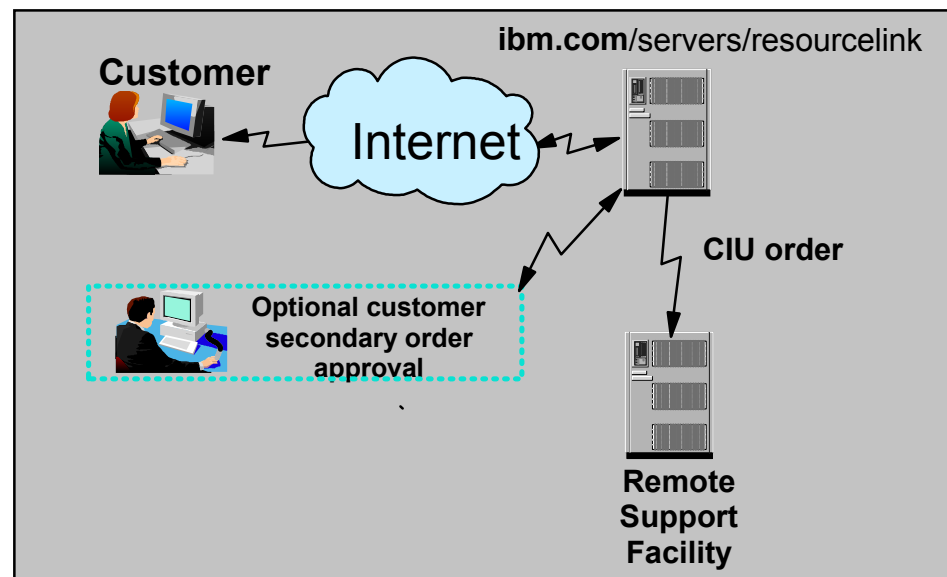 ibm.com/servers/resourcelink
Customer
Internet
CIU order
Optional customer
secondary order
approval
Remote
Support
Facility